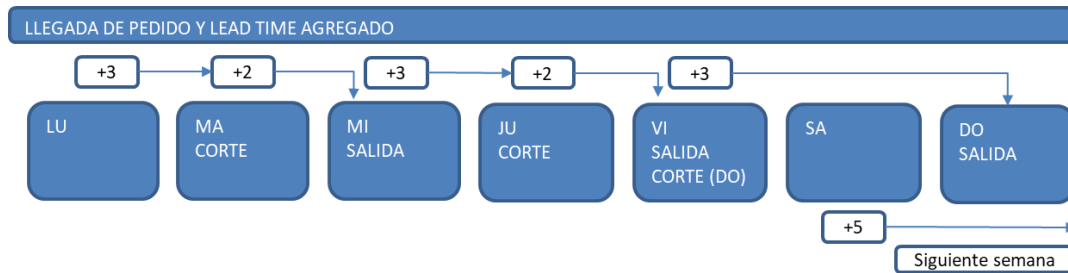 LLEGADA DE PEDIDO Y LEAD TIME AGREGADO
+3
+2
+3
+2
+3
LU
MA
CORTE
MI
SALIDA
JU
CORTE
VI
SALIDA
CORTE (DO)
SA
DO
SALIDA
+5
Siguiente semana